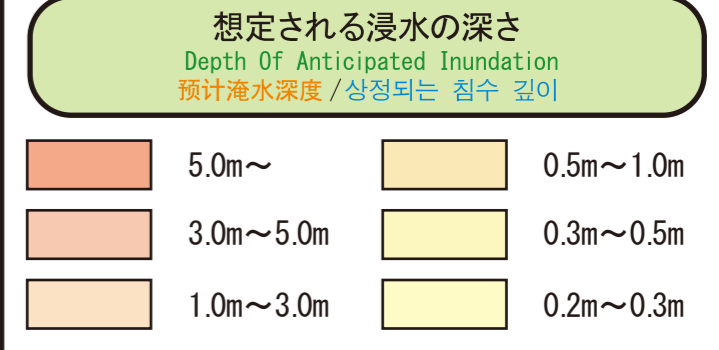 想定される浸水の深さ
Depth Of Anticipated Inundation
预计淹水深度/상정되는 침수 깊이
5.0m～
0.5m～1.0m
3.0m～5.0m
0.3m～0.5m
1.0m～3.0m
0.2m～0.3m